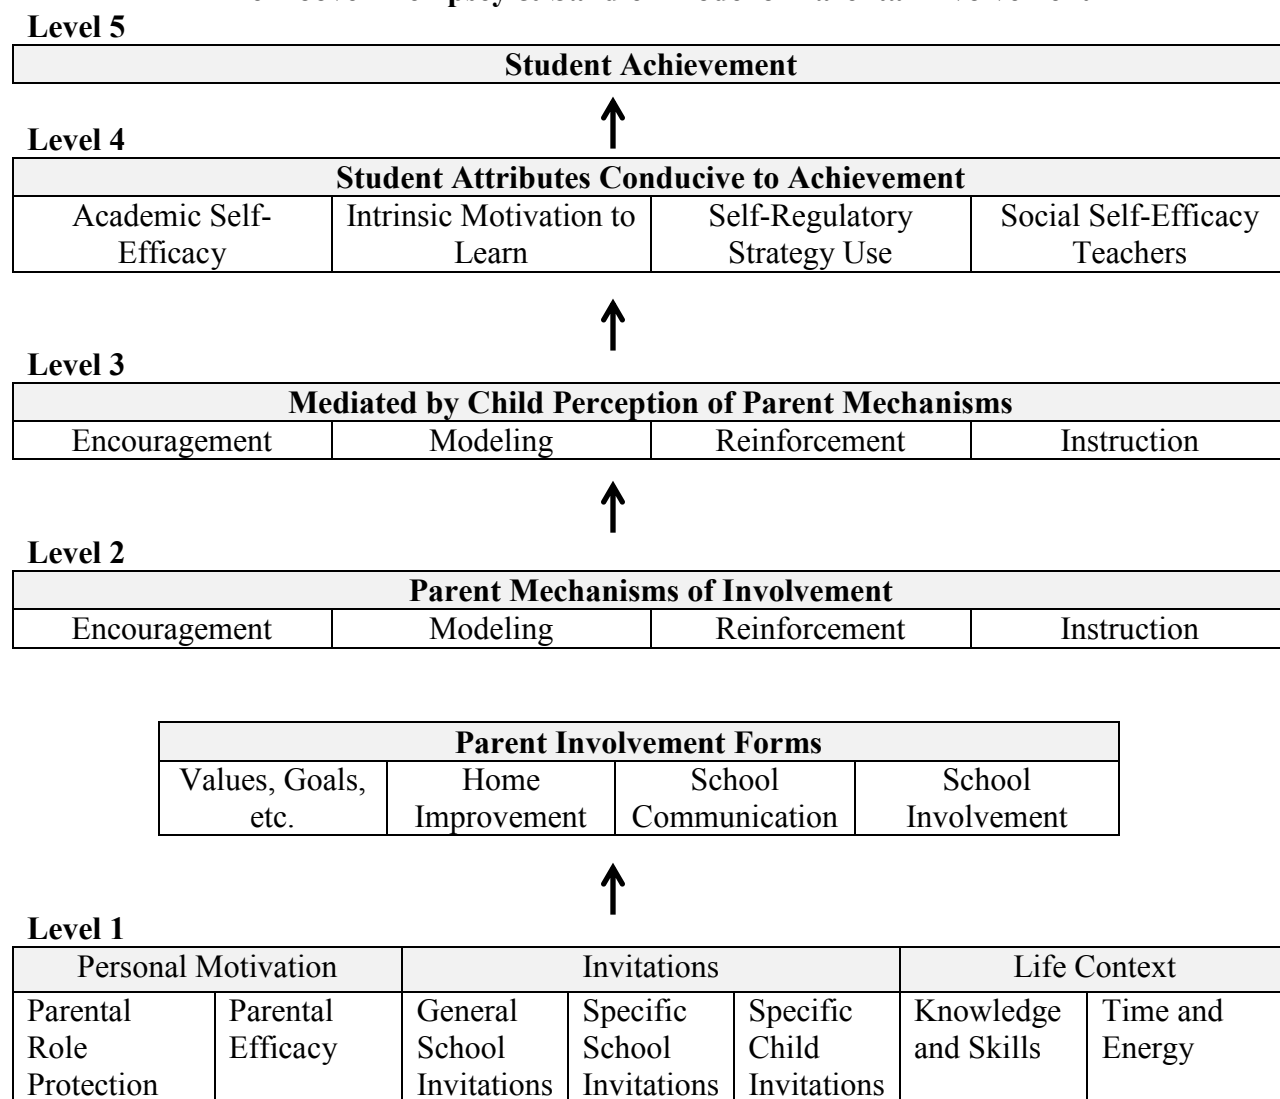 Level 5
Student Achievement
Level 4
Student Attributes Conducive to Achievement
Academic Self-Efficacy
Intrinsic Motivation to Learn
Self-Regulatory Strategy Use
Social Self-Efficacy Teachers
Level 3
Mediated by Child Perception of Parent Mechanisms
Encouragement Modeling Reinforcement Instruction
Level 2
Parent Mechanisms of Involvement
Encouragement Modeling Reinforcement Instruction
Parent Involvement Forms
Values, Goals, etc.
Home Improvement
School Communication
School Involvement
Level 1
Personal Motivation Invitations Life Context
Parental Role Protection
Parental Efficacy
General School Invitations
Specific School Invitations
Specific Child Invitations
Knowledge and Skills
Time and Energy